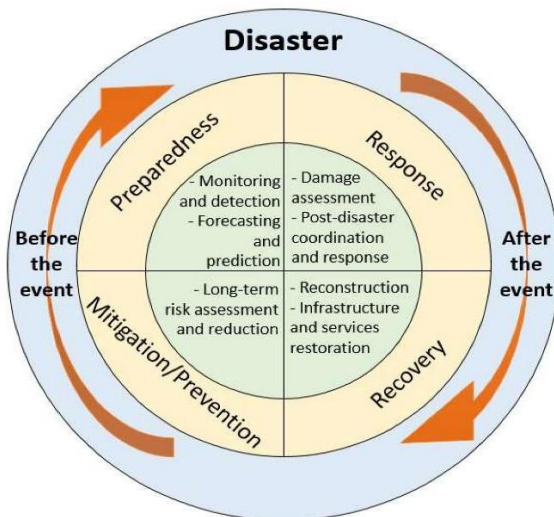 Disaster
Preparedness
Response
- Monitoring
and detection
- Forecasting
and
prediction
- Damage
assessment
- Post-disaster
coordination
and response
Before
the
event
After
the
event
- Long-term
risk assessment
and reduction
- Reconstruction
- Infrastructure
and services
restoration
Mitigation/Prevention
Recovery